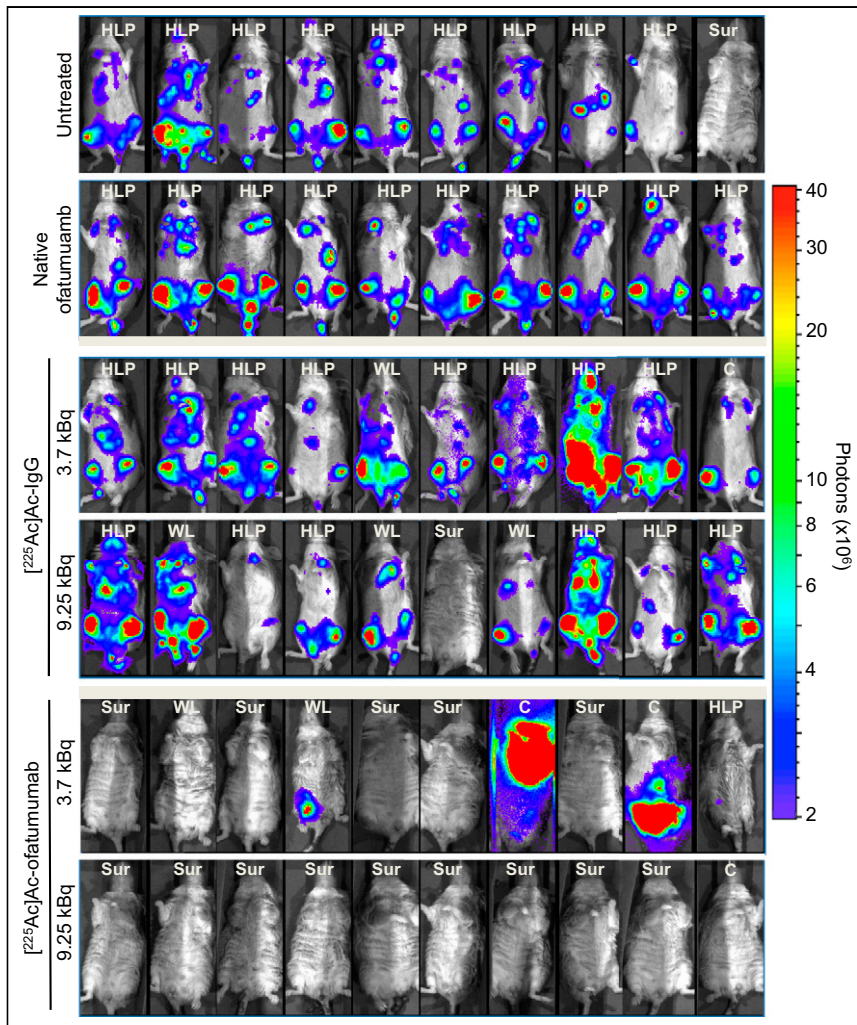 HLP HLP HLP HLP HLP HLP HLP HLP HLP Sur
Untreated
HLP HLP HLP HLP HLP HLP HLP HLP HLP HLP
Native
ofatumuamb
HLP HLP HLP HLP WL HLP HLP HLP HLP C
[²²⁵Ac]Ac-IgG
3.7 kBq
HLP WL HLP HLP WL Sur WL HLP HLP HLP
9.25 kBq
Sur WL Sur WL Sur Sur C Sur C HLP
[²²⁵Ac]Ac-ofatumumab
3.7 kBq
Sur Sur Sur Sur Sur Sur Sur Sur Sur C
9.25 kBq
40
30
20
10
8
6
4
2
Photons (x10⁶)